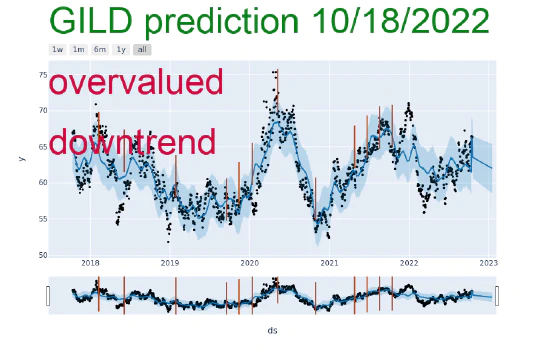 GILD prediction 10/18/2022
1w 1m 6m 1y all
overvalued
downtrend
75
70
65
60
55
50
y
2018 2019 2020 2021 2022 2023
ds